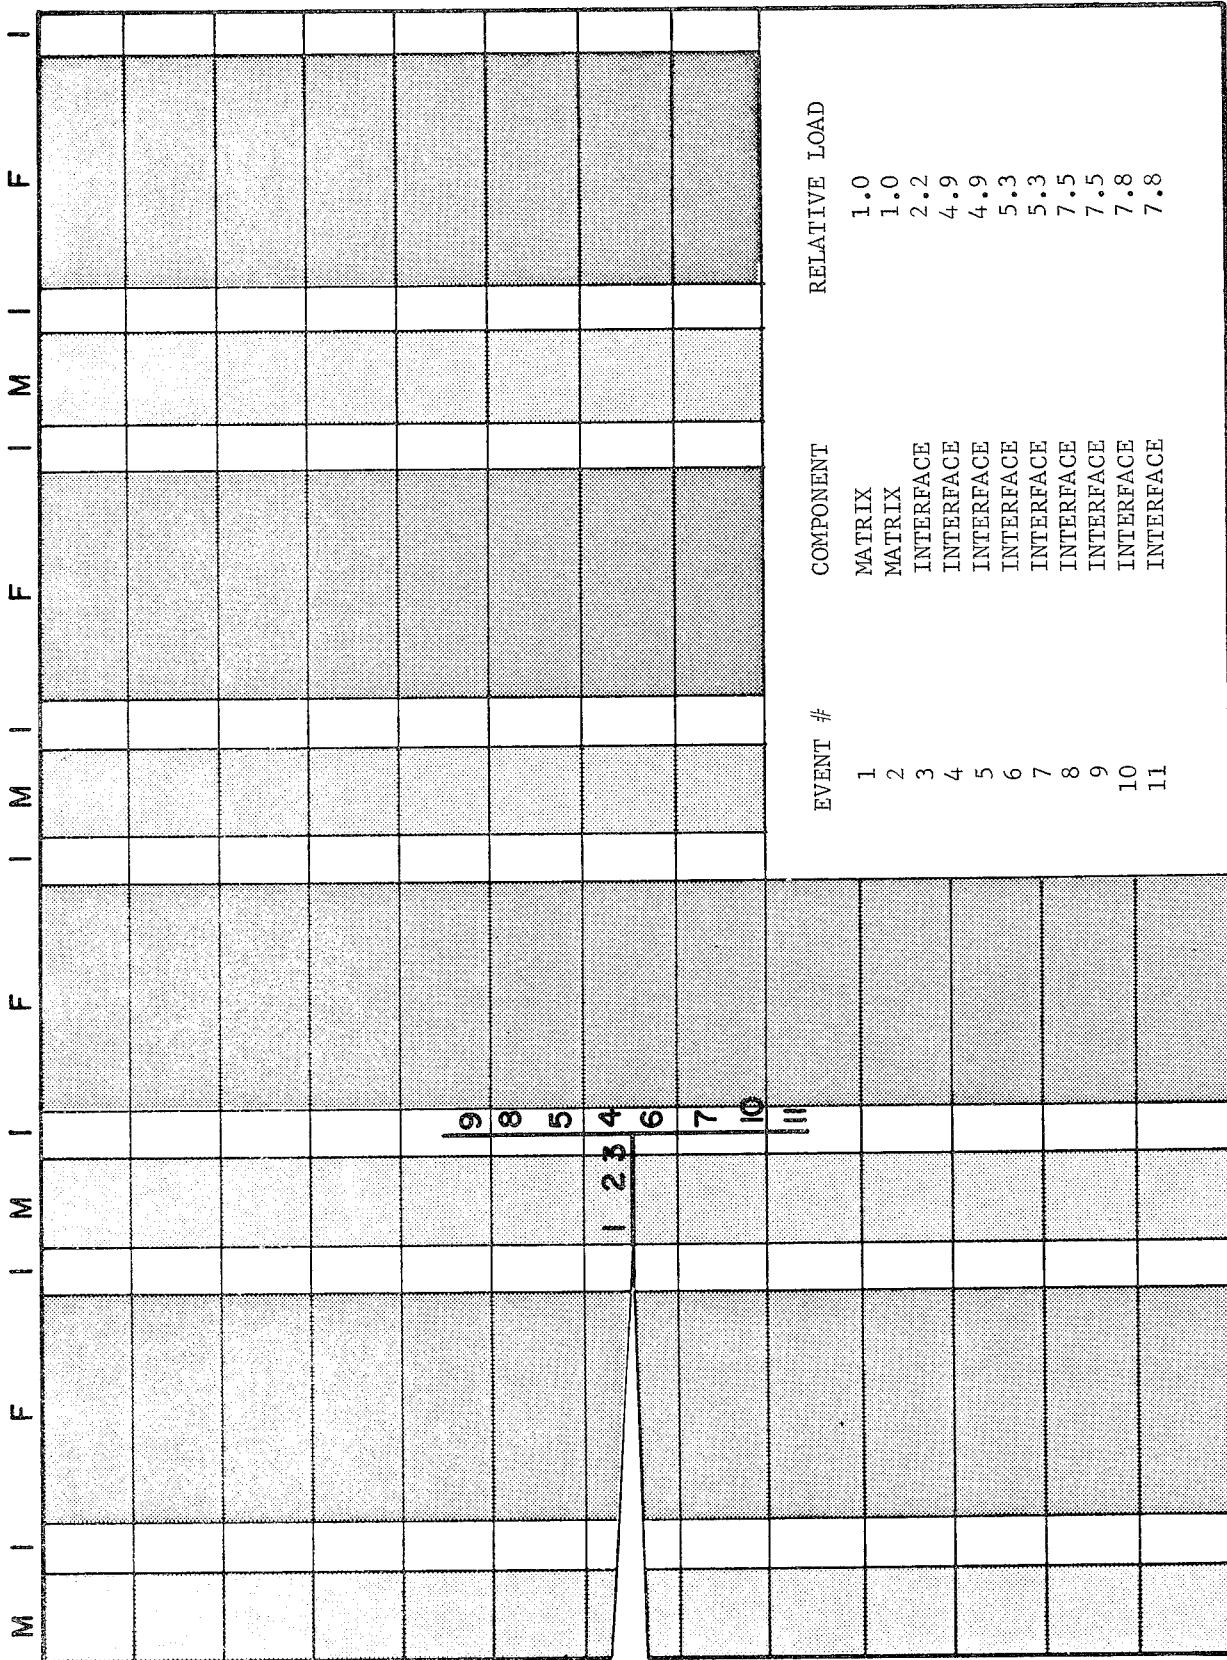 M I F I M I F I M I F I M I F I
9
8
5
1 2 3 4
6
7
10
11
EVENT # COMPONENT RELATIVE LOAD
1 MATRIX 1.0
2 MATRIX 1.0
3 INTERFACE 2.2
4 INTERFACE 4.9
5 INTERFACE 4.9
6 INTERFACE 5.3
7 INTERFACE 5.3
8 INTERFACE 7.5
9 INTERFACE 7.5
10 INTERFACE 7.8
11 INTERFACE 7.8